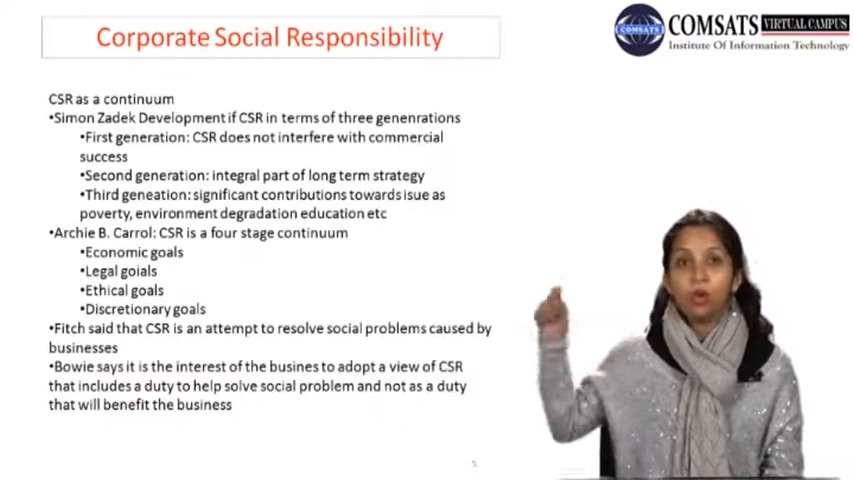 Corporate Social Responsibility
COMSATS VIRTUAL CAMPUS
Institute Of Information Technology
COMSATS
CSR as a continuum
•Simon Zadek Development if CSR in terms of three genenrations
•First generation: CSR does not interfere with commercial
success
•Second generation: integral part of long term strategy
•Third geneation: significant contributions towards isue as
poverty, environment degradation education etc
•Archie B. Carrol: CSR is a four stage continuum
•Economic goals
•Legal goials
•Ethical goals
•Discretionary goals
•Fitch said that CSR is an attempt to resolve social problems caused by
businesses
•Bowie says it is the interest of the busines to adopt a view of CSR
that includes a duty to help solve social problem and not as a duty
that will benefit the business
5